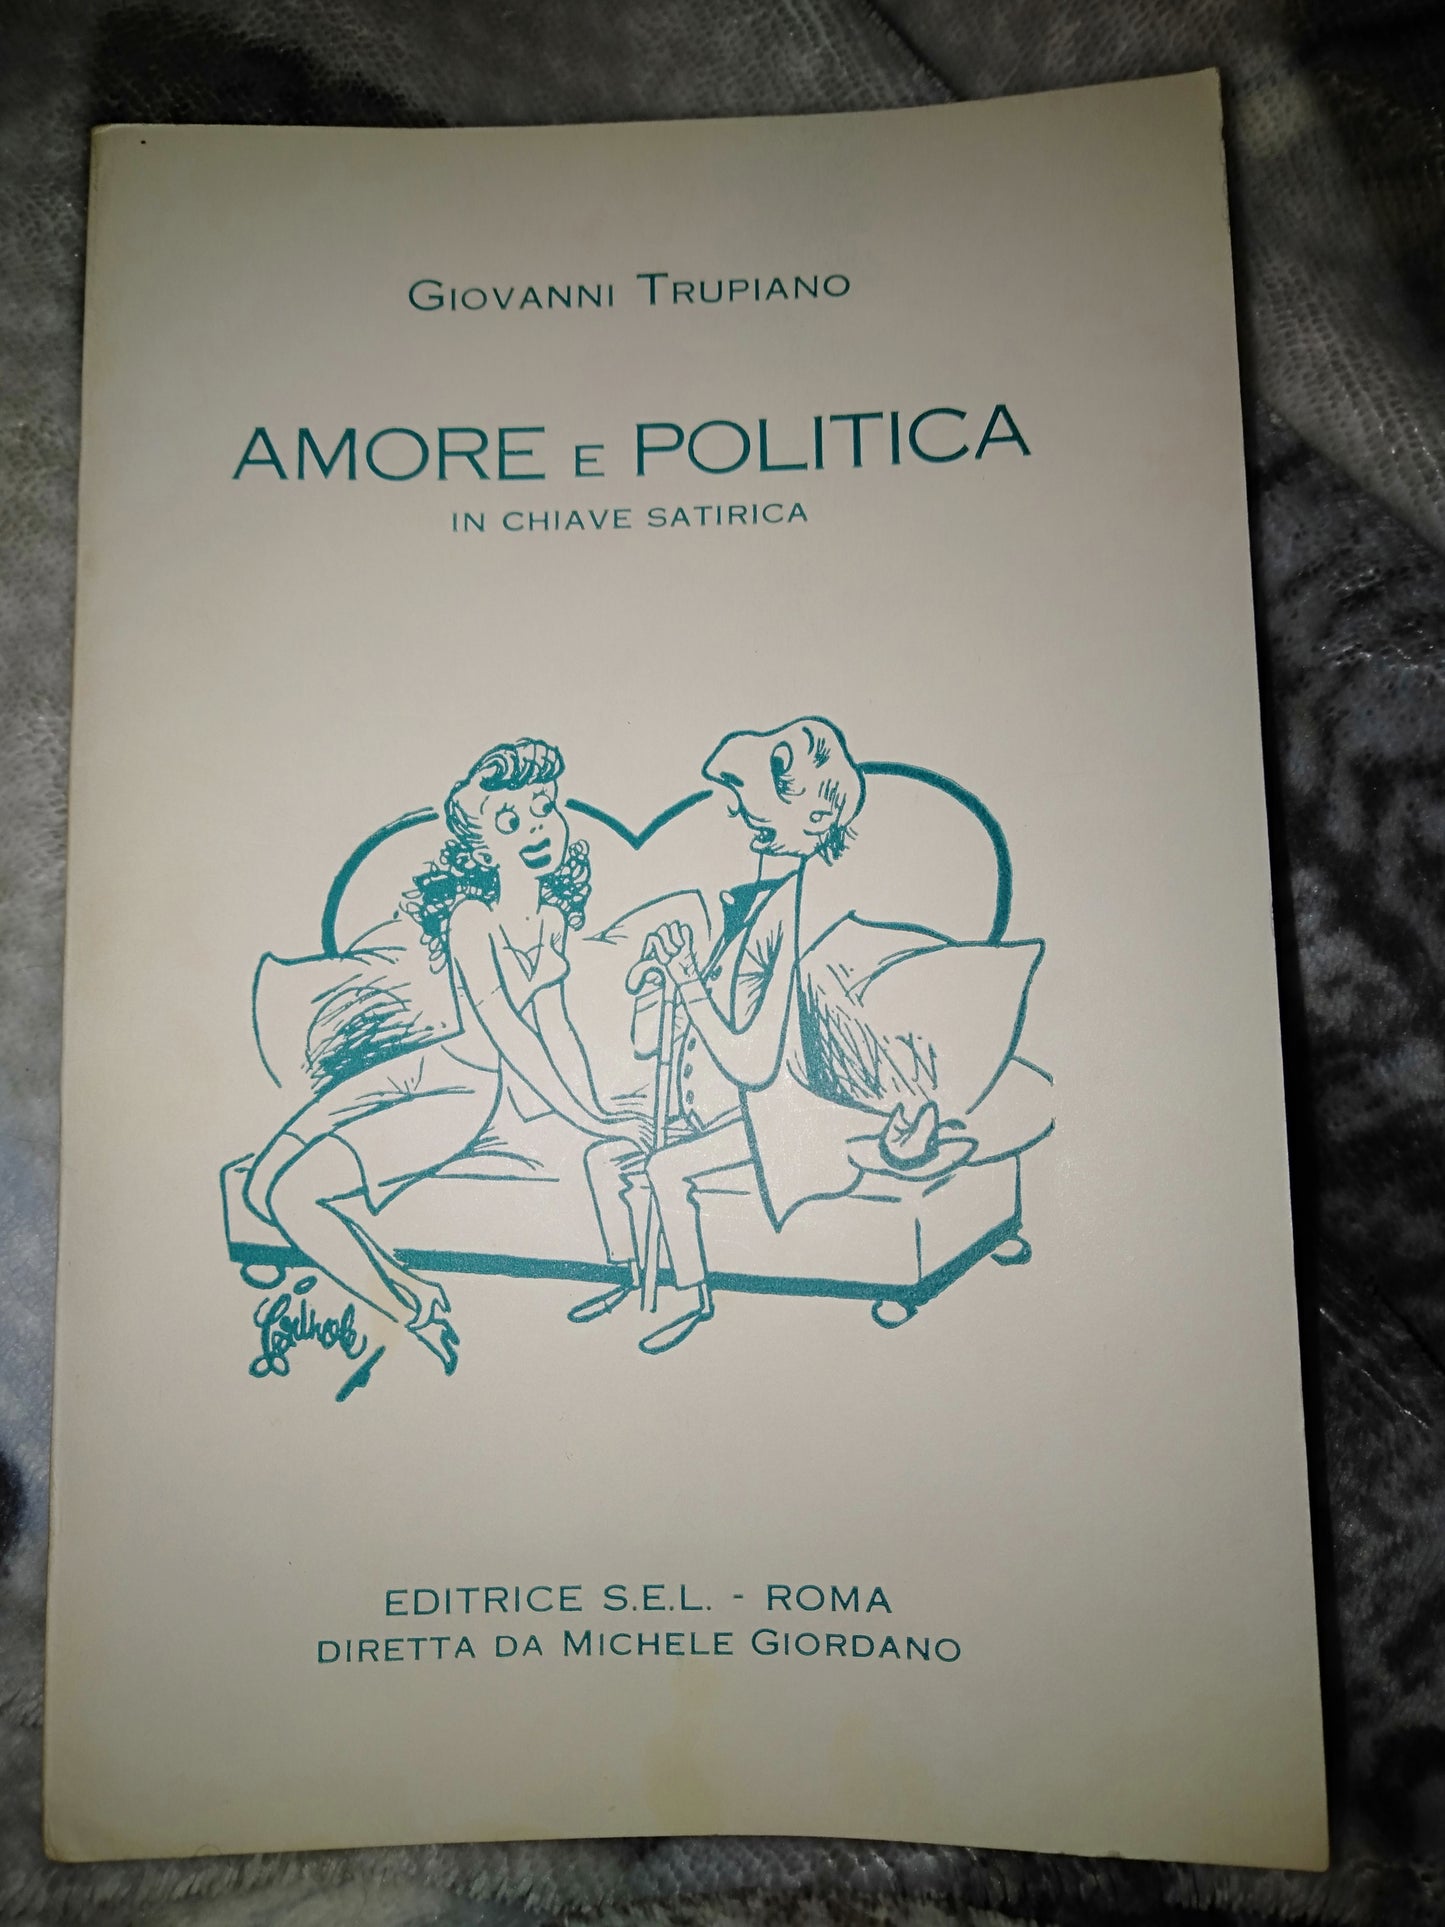 GIOVANNI TRUPIANO
AMORE E POLITICA
IN CHIAVE SATIRICA
EDITRICE S.E.L. - ROMA
DIRETTA DA MICHELE GIORDANO